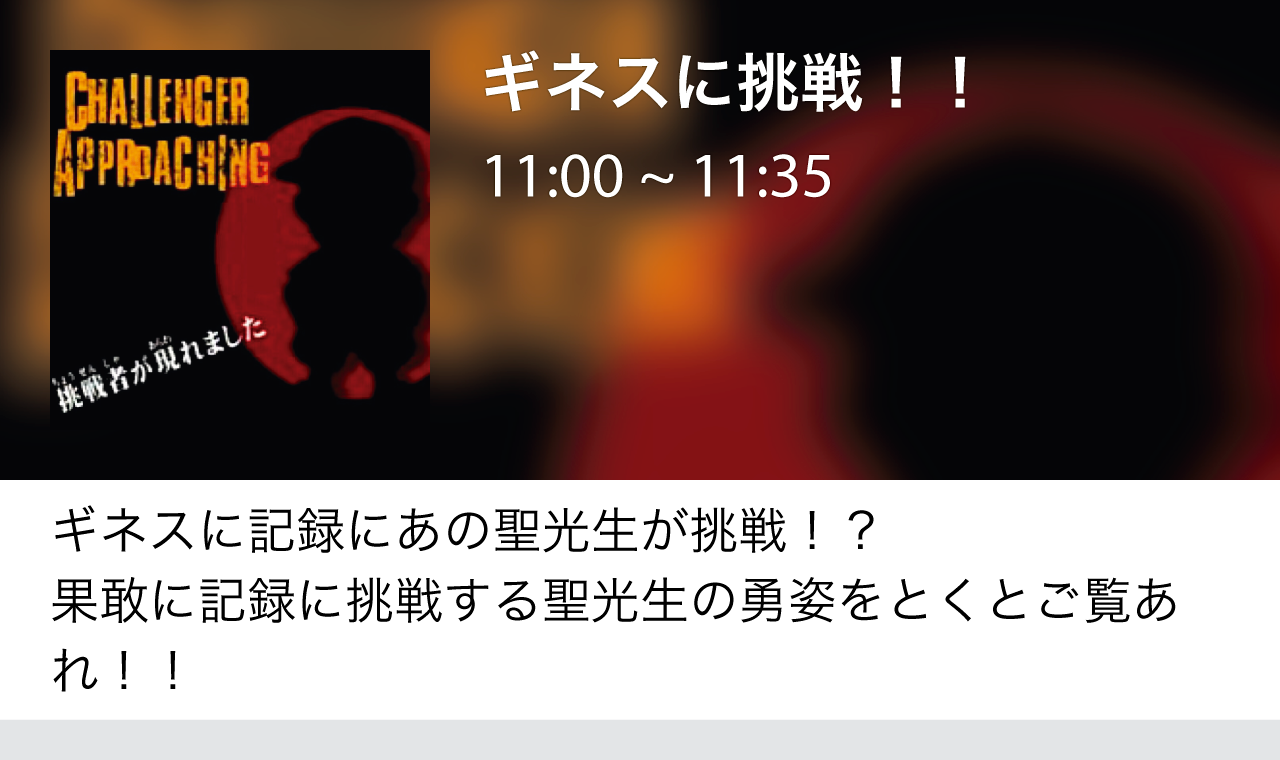 CHALLENGER
APPROACHING
挑戦者が現れました
ギネスに挑戦！！
11:00 ~ 11:35
ギネスに記録にあの聖光生が挑戦！？
果敢に記録に挑戦する聖光生の勇姿をとくとご覧あ
れ！！